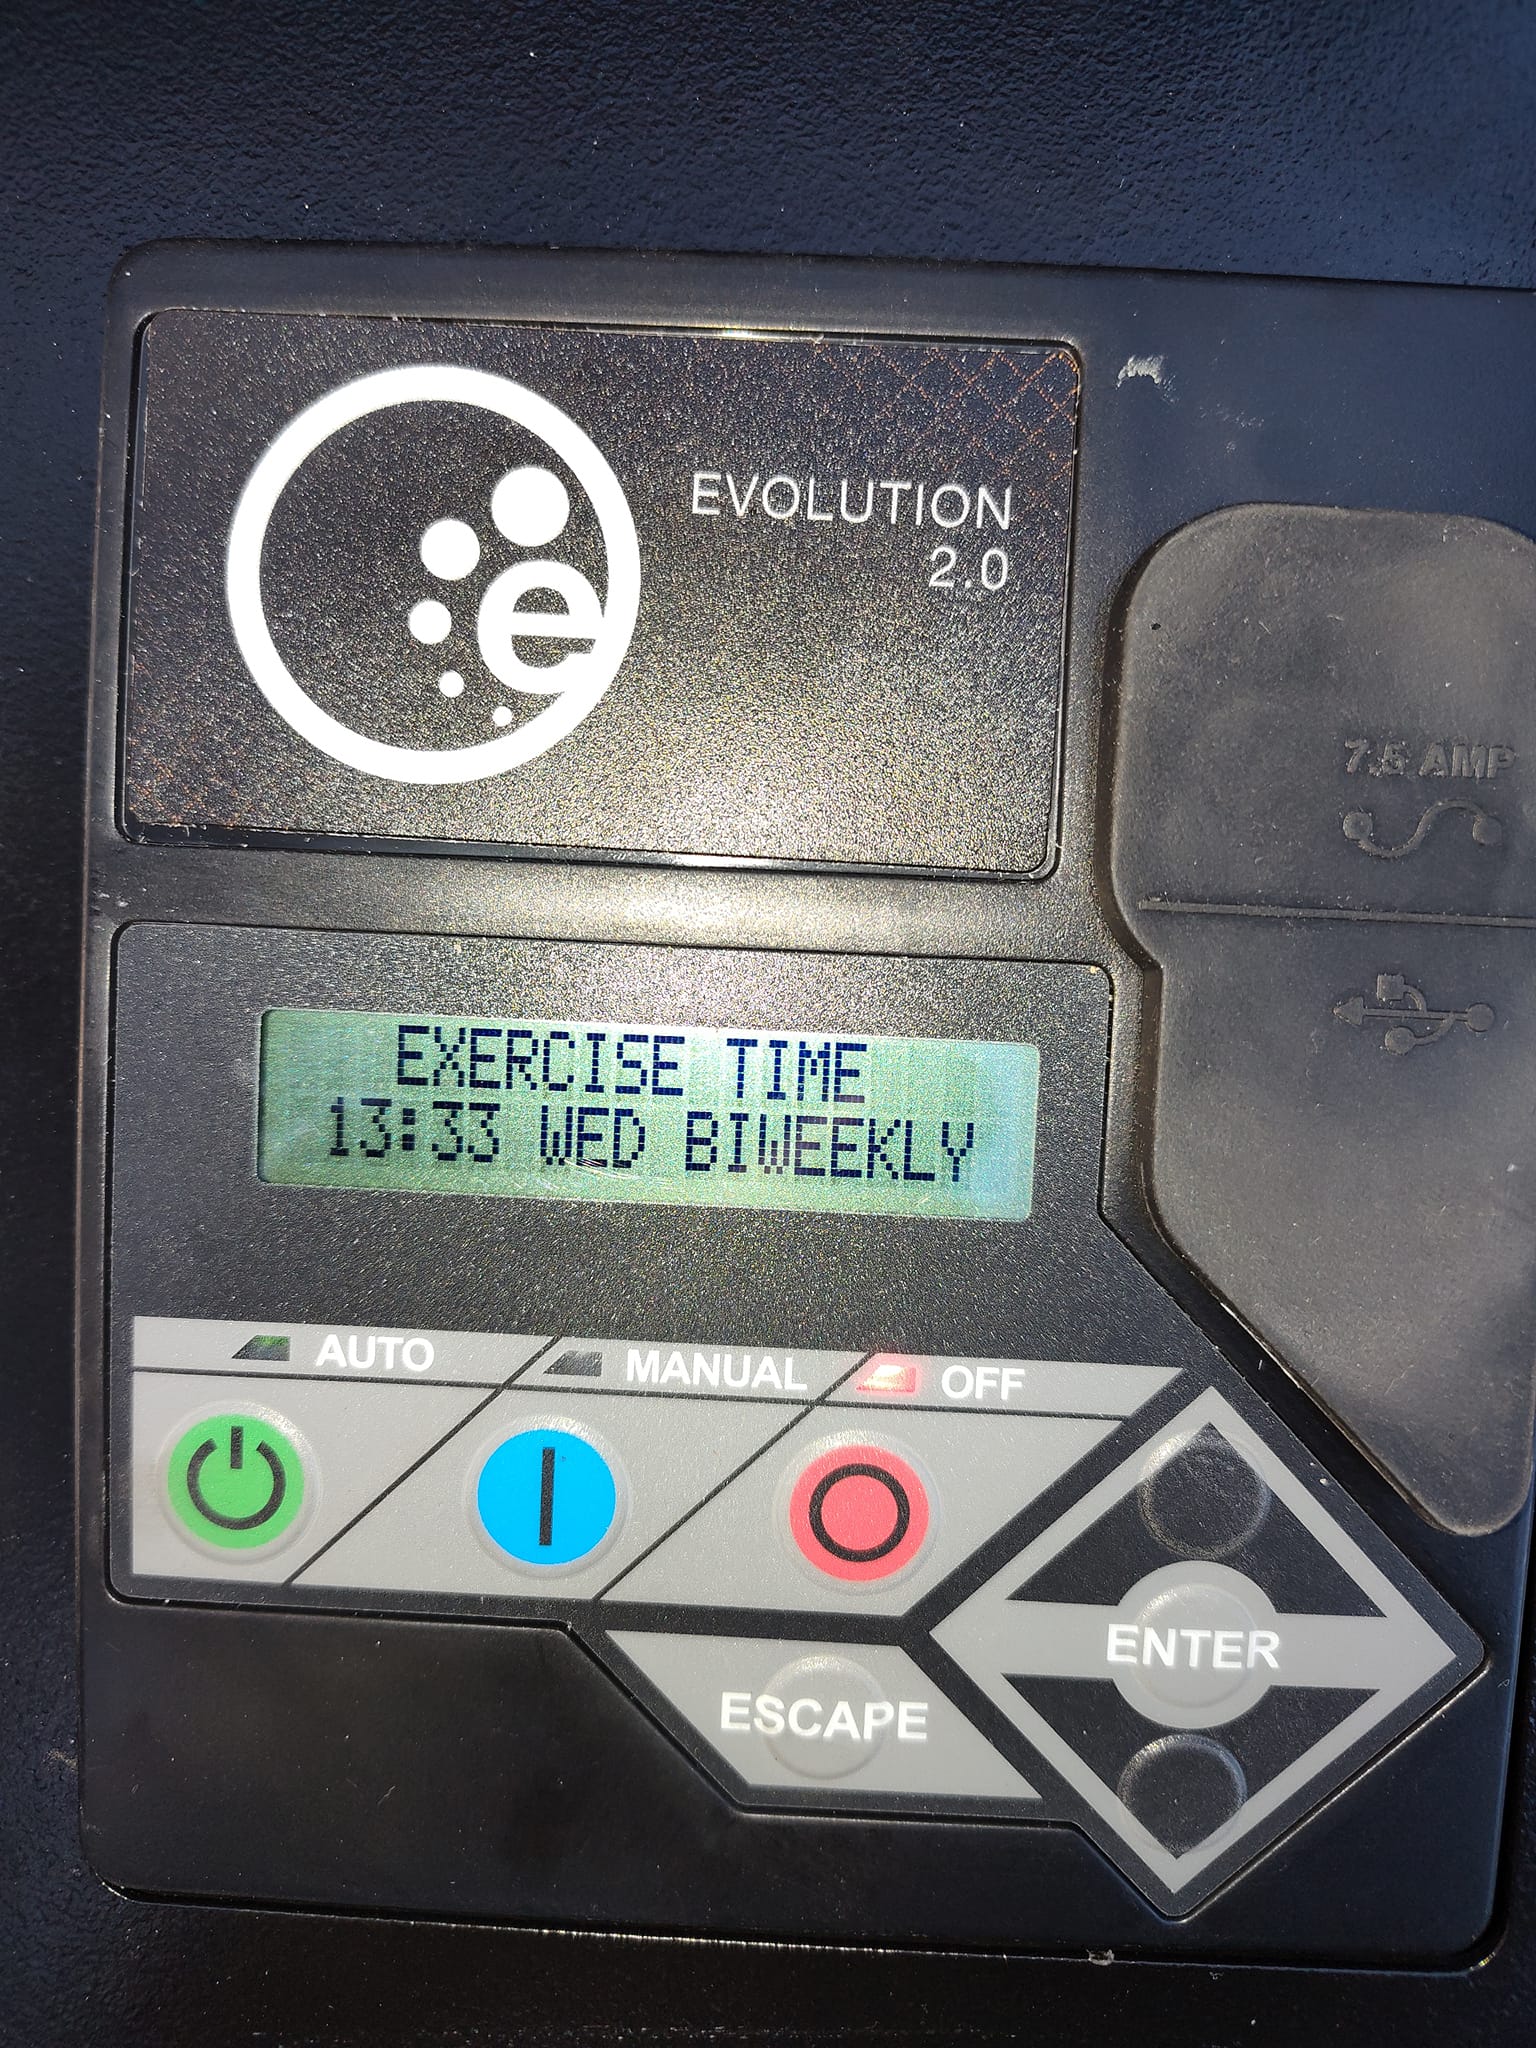 e
EVOLUTION
2.0
7.5 AMP
EXERCISE TIME
13:33 WED BIWEEKLY
AUTO
MANUAL
OFF
ENTER
ESCAPE